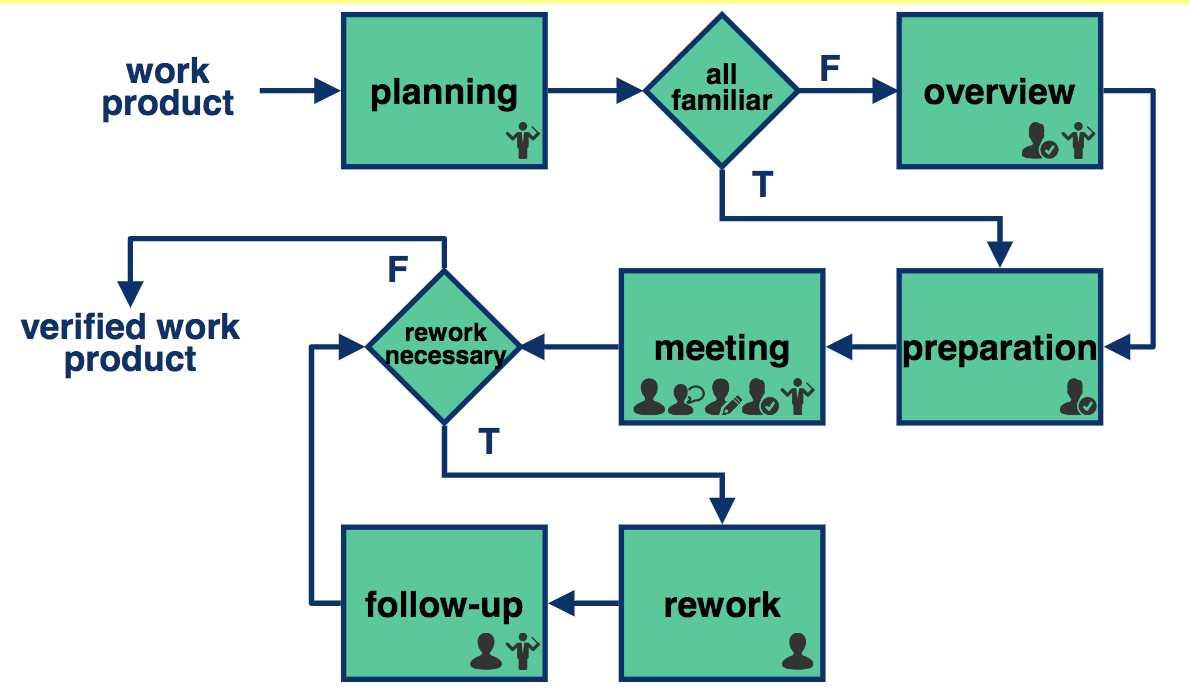 work
product
planning
all
familiar
F
overview
T
F
verified work
product
rework
necessary
meeting
preparation
T
follow-up
rework